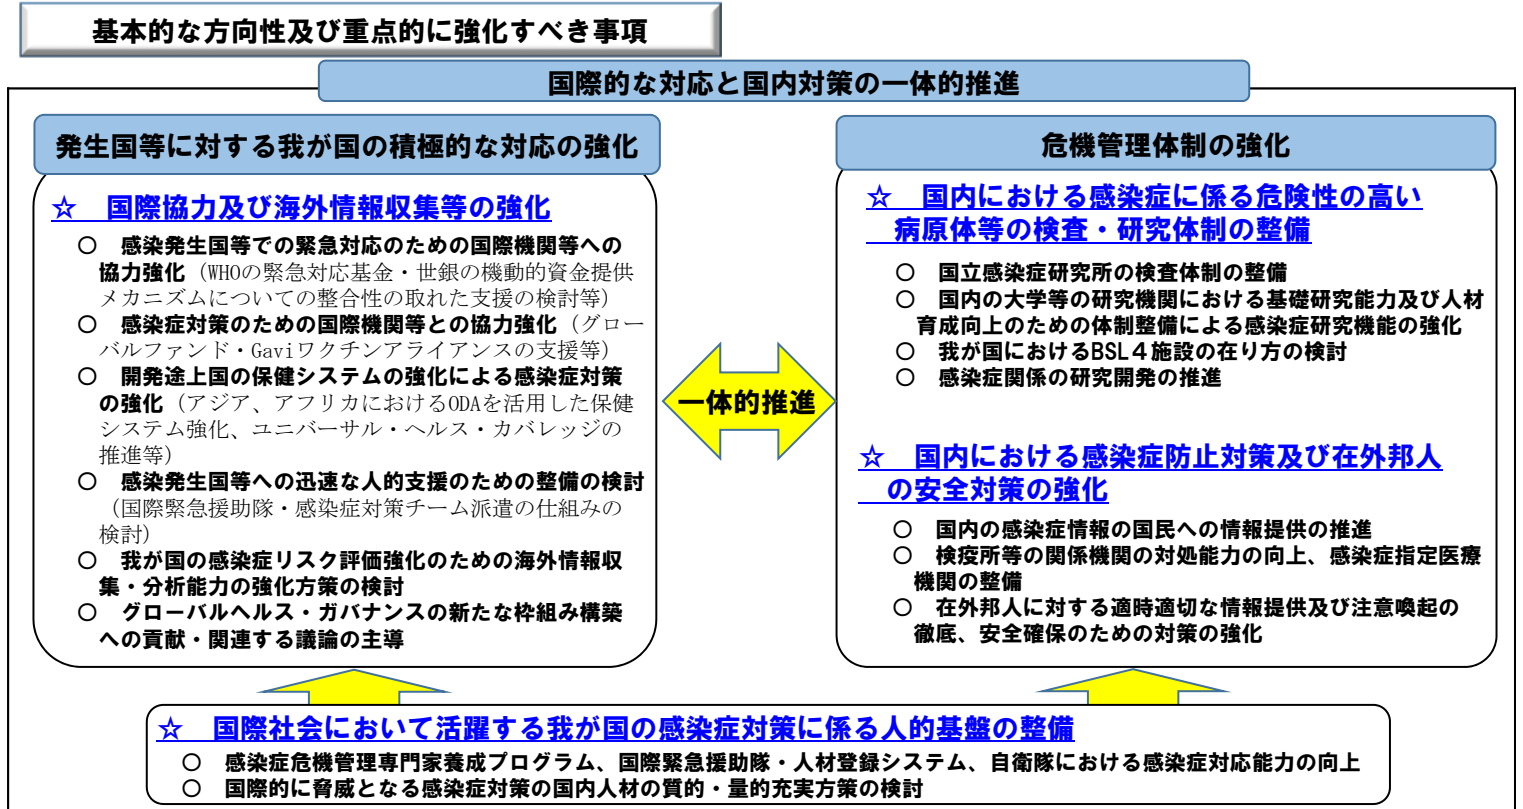 基本的な方向性及び重点的に強化すべき事項
国際的な対応と国内対策の一体的推進
発生国等に対する我が国の積極的な対応の強化
☆　国際協力及び海外情報収集等の強化
○　感染発生国等での緊急対応のための国際機関等への
協力強化（WHOの緊急対応基金・世銀の機動的資金提供
メカニズムについての整合性の取れた支援の検討等）
○　感染症対策のための国際機関等との協力強化（グロー
バルファンド・Gaviワクチンアライアンスの支援等）
○　開発途上国の保健システムの強化による感染症対策
の強化（アジア、アフリカにおけるODAを活用した保健
システム強化、ユニバーサル・ヘルス・カバレッジの
推進等）
○　感染発生国等への迅速な人的支援のための整備の検討
（国際緊急援助隊・感染症対策チーム派遣の仕組みの
検討）
○　我が国の感染症リスク評価強化のための海外情報収
集・分析能力の強化方策の検討
○　グローバルヘルス・ガバナンスの新たな枠組み構築
への貢献・関連する議論の主導
一体的推進
危機管理体制の強化
☆　国内における感染症に係る危険性の高い
病原体等の検査・研究体制の整備
○　国立感染症研究所の検査体制の整備
○　国内の大学等の研究機関における基礎研究能力及び人材
育成向上のための体制整備による感染症研究機能の強化
○　我が国におけるBSL４施設の在り方の検討
○　感染症関係の研究開発の推進
☆　国内における感染症防止対策及び在外邦人
の安全対策の強化
○　国内の感染症情報の国民への情報提供の推進
○　検疫所等の関係機関の対処能力の向上、感染症指定医療
機関の整備
○　在外邦人に対する適時適切な情報提供及び注意喚起の
徹底、安全確保のための対策の強化
☆　国際社会において活躍する我が国の感染症対策に係る人的基盤の整備
○　感染症危機管理専門家養成プログラム、国際緊急援助隊・人材登録システム、自衛隊における感染症対応能力の向上
○　国際的に脅威となる感染症対策の国内人材の質的・量的充実方策の検討